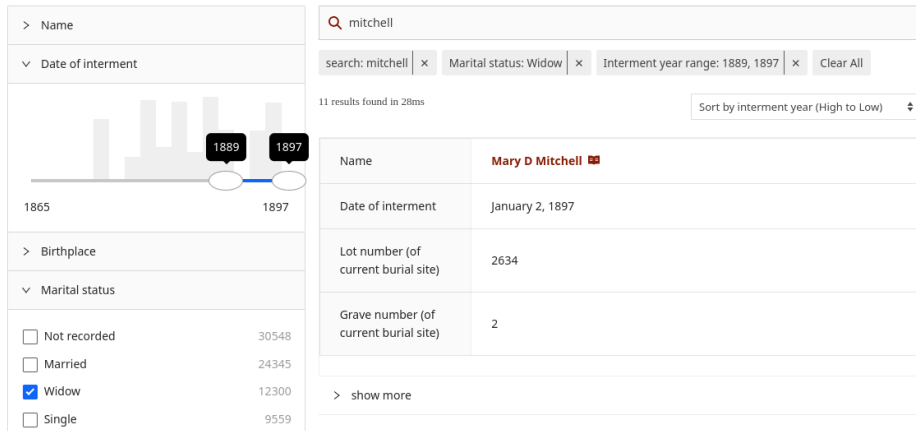 Name
Date of interment
1889 1897
1865 1897
Birthplace
Marital status
Not recorded 30548
Married 24345
Widow 12300
Single 9559
mitchell
search: mitchell × Marital status: Widow × Interment year range: 1889, 1897 × Clear All
11 results found in 28ms
Sort by interment year (High to Low)
Name Mary D Mitchell
Date of interment January 2, 1897
Lot number (of
current burial site) 2634
Grave number (of
current burial site) 2
show more